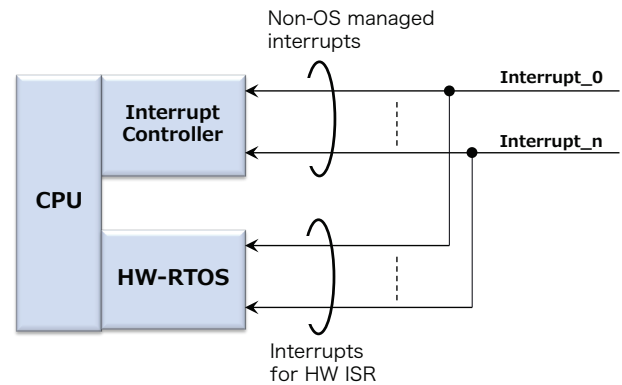 Non-OS managed
interrupts
Interrupt_0
Interrupt
Controller
Interrupt_n
CPU
HW-RTOS
Interrupts
for HW ISR